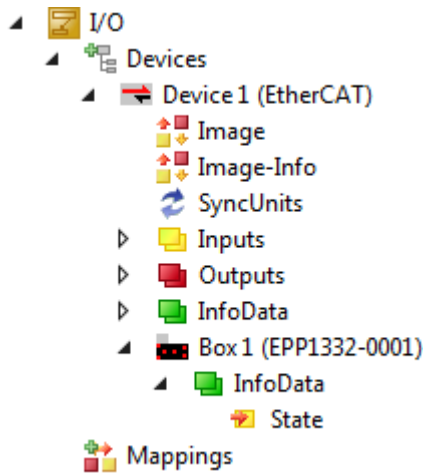 I/O
Devices
Device 1 (EtherCAT)
Image
Image-Info
SyncUnits
Inputs
Outputs
InfoData
Box 1 (EPP1332-0001)
InfoData
State
Mappings